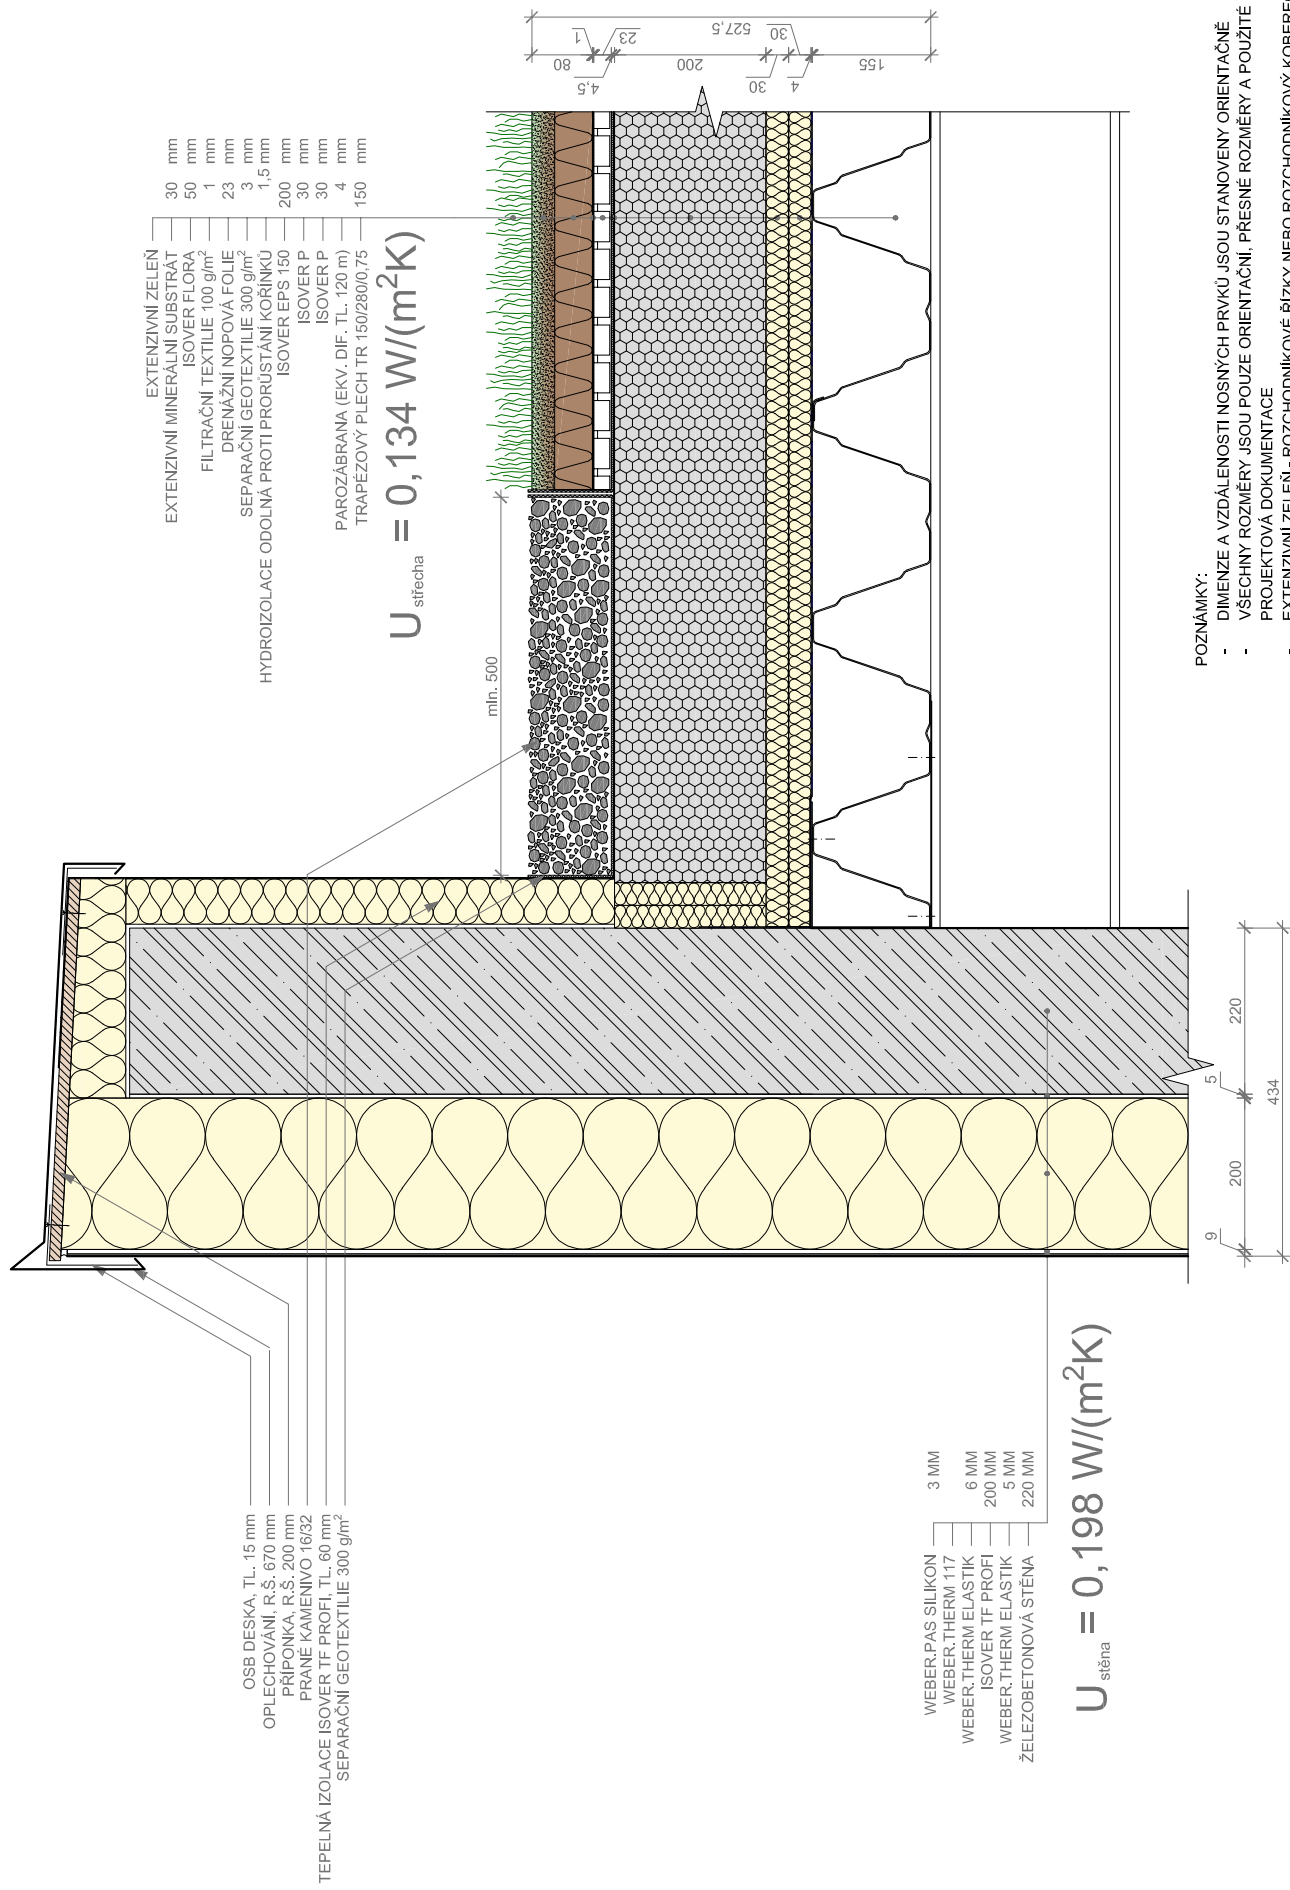 EXTENZIVNÍ ZELEŇ
EXTENZIVNÍ MINERÁLNÍ SUBSTRÁT 30 mm
ISOVER FLORA 50 mm
FILTRAČNÍ TEXTILIE 100 g/m² 1 mm
DRENÁŽNÍ NOPOVÁ FOLIE 23 mm
SEPARAČNÍ GEOTEXTILIE 300 g/m² 3 mm
HYDROIZOLACE ODOLNÁ PROTI PRORŮSTÁNÍ KOŘÍNKŮ 1,5 mm
ISOVER EPS 150 200 mm
ISOVER P 30 mm
ISOVER P 30 mm
PAROZÁBRANA (EKV. DIF. TL. 120 m) 4 mm
TRAPÉZOVÝ PLECH TR 150/280/0,75 150 mm
U střecha = 0,134 W/(m²K)
min. 500
80
1
4,5
23
200
527,5
30
30
4
155
OSB DESKA, TL. 15 mm
OPLECHOVÁNÍ, R.Š. 670 mm
PŘÍPONKA, R.Š. 200 mm
PRANÉ KAMENIVO 16/32
TEPELNÁ IZOLACE ISOVER TF PROFI, TL. 60 mm
SEPARAČNÍ GEOTEXTILIE 300 g/m²
WEBER.PAS SILIKON 3 MM
WEBER.THERM 117
WEBER.THERM ELASTIK 6 MM
ISOVER TF PROFI 200 MM
WEBER.THERM ELASTIK 5 MM
ŽELEZOBETONOVÁ STĚNA 220 MM
U stěna = 0,198 W/(m²K)
9
200
5
220
434
POZNÁMKY:
- DIMENZE A VZDÁLENOSTI NOSNÝCH PRVKŮ JSOU STANOVENY ORIENTAČNĚ
- VŠECHNY ROZMĚRY JSOU POUZE ORIENTAČNÍ, PŘESNÉ ROZMĚRY A POUŽITÉ
PROJEKTOVÁ DOKUMENTACE
- EXTENZIVNÍ ZELEŇ - ROZCHODNÍKOVÉ ŘÍZKY NEBO ROZCHODNÍKOVÝ